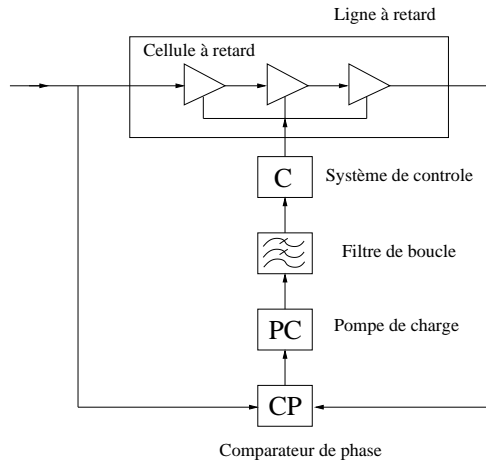 Ligne à retard
Cellule à retard
C
Système de controle
Filtre de boucle
PC
Pompe de charge
CP
Comparateur de phase